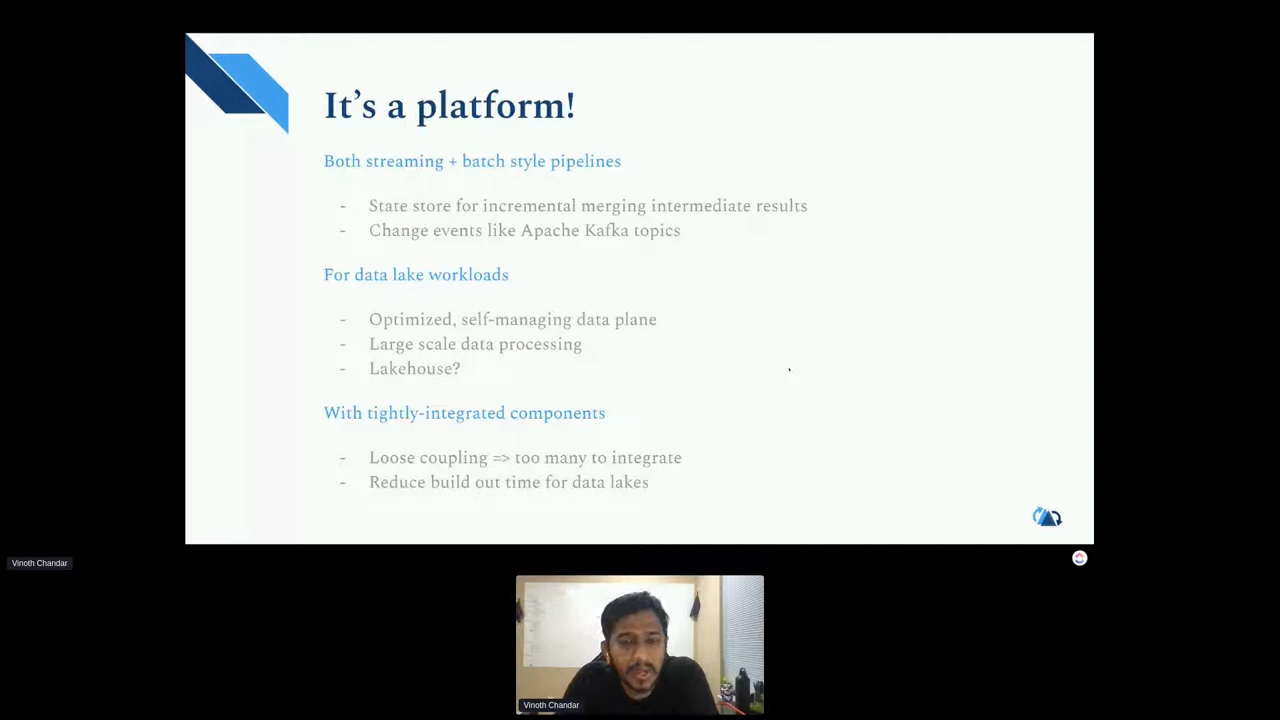 It's a platform!
Both streaming + batch style pipelines
- State store for incremental merging intermediate results
- Change events like Apache Kafka topics
For data lake workloads
- Optimized, self-managing data plane
- Large scale data processing
- Lakehouse?
With tightly-integrated components
- Loose coupling => too many to integrate
- Reduce build out time for data lakes
Vinoth Chandar
Vinoth Chandar